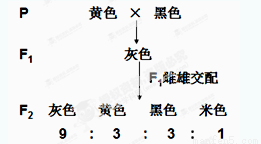 P 黄色 × 黑色
F₁ 灰色
F₁雌雄交配
F₂ 灰色 黄色 黑色 米色
9 : 3 : 3 : 1